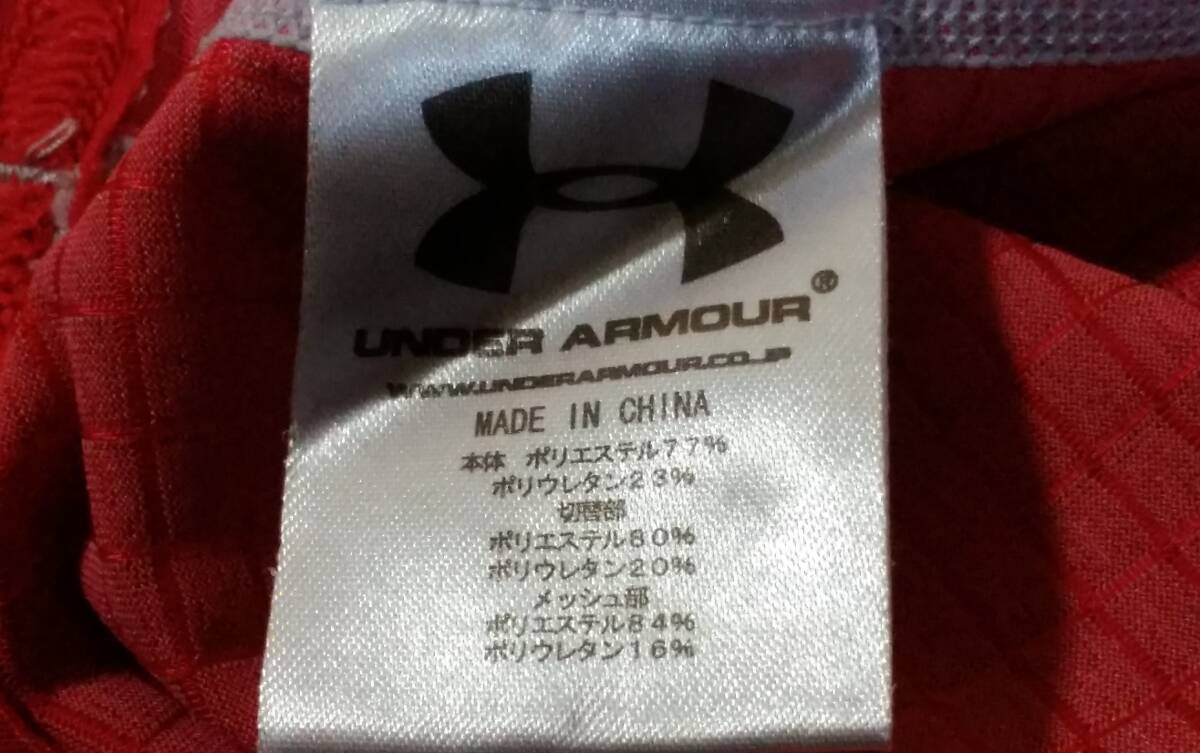 UNDER ARMOUR®
WWW.UNDERARMOUR.CO.JP
MADE IN CHINA
本体 ポリエステル77%
ポリウレタン23%
切替部
ポリエステル80%
ポリウレタン20%
メッシュ部
ポリエステル84%
ポリウレタン16%